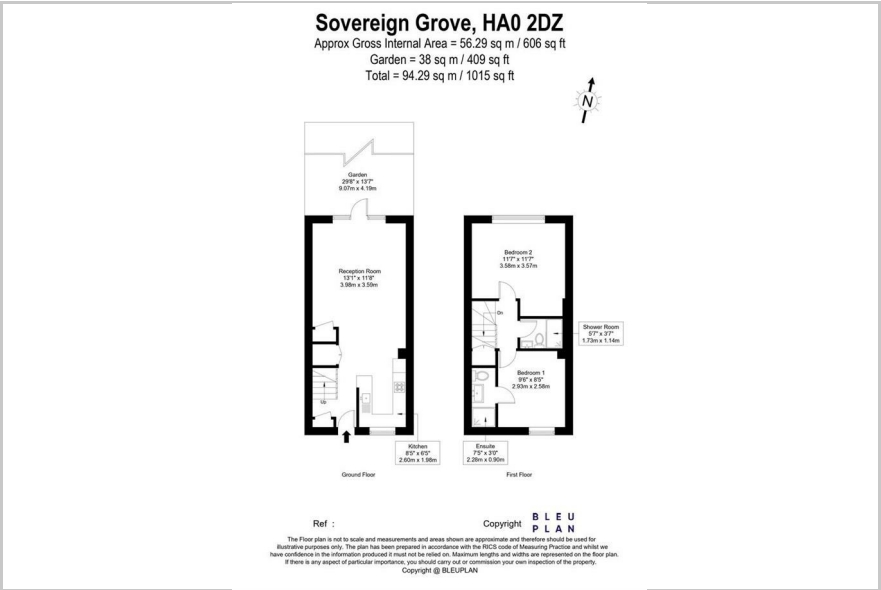 Sovereign Grove, HA0 2DZ
Approx Gross Internal Area = 56.29 sq m / 606 sq ft
Garden = 38 sq m / 409 sq ft
Total = 94.29 sq m / 1015 sq ft
N
Garden
29'8" x 13'7"
9.07m x 4.19m
Reception Room
13'1" x 11'8"
3.98m x 3.59m
Up
Kitchen
8'5" x 6'5"
2.60m x 1.98m
Ground Floor
Bedroom 2
11'7" x 11'7"
3.58m x 3.57m
Dn
Shower Room
5'7" x 3'7"
1.73m x 1.14m
Bedroom 1
9'6" x 8'5"
2.93m x 2.58m
Ensuite
7'5" x 3'0"
2.28m x 0.90m
First Floor
Ref :
Copyright
BLEU
PLAN
The Floor plan is not to scale and measurements and areas shown are approximate and therefore should be used for
illustrative purposes only. The plan has been prepared in accordance with the RICS code of Measuring Practice and whilst we
have confidence in the information produced it must not be relied on. Maximum lengths and widths are represented on the floor plan.
If there is any aspect of particular importance, you should carry out or commission your own inspection of the property.
Copyright @ BLEUPLAN